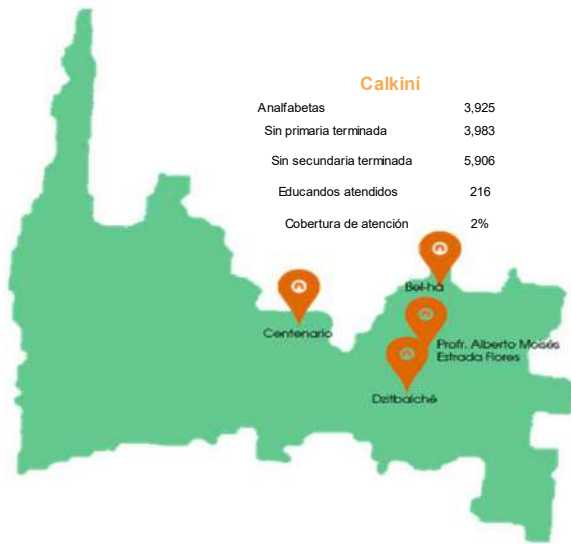 Calkiní
Analfabetas 3,925
Sin primaria terminada 3,983
Sin secundaria terminada 5,906
Educandos atendidos 216
Cobertura de atención 2%
Bel-há
Centenario
Profr. Alberto Moisés
Estrada Flores
Dzitbalché